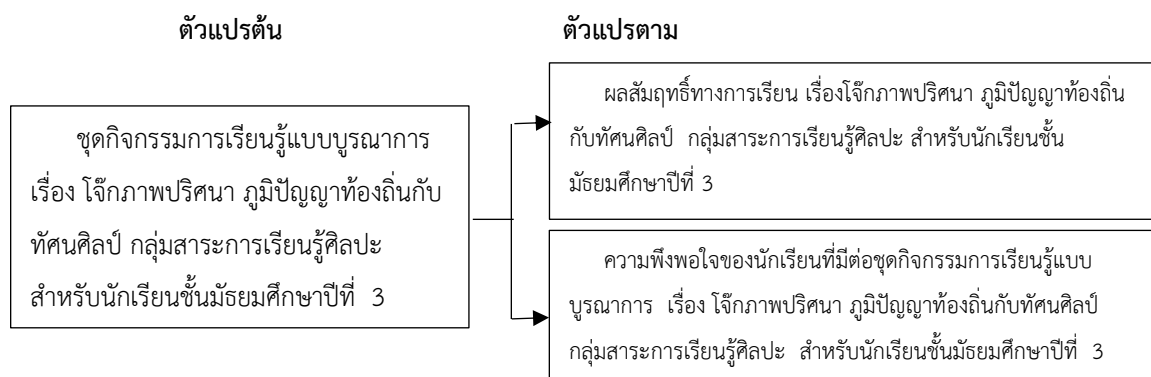 ตัวแปรต้น
ตัวแปรตาม
ชุดกิจกรรมการเรียนรู้แบบบูรณาการ
เรื่อง โจ๊กภาพปริศนา ภูมิปัญญาท้องถิ่นกับ
ทัศนศิลป์ กลุ่มสาระการเรียนรู้ศิลปะ
สำหรับนักเรียนชั้นมัธยมศึกษาปีที่ 3
ผลสัมฤทธิ์ทางการเรียน เรื่องโจ๊กภาพปริศนา ภูมิปัญญาท้องถิ่น
กับทัศนศิลป์ กลุ่มสาระการเรียนรู้ศิลปะ สำหรับนักเรียนชั้น
มัธยมศึกษาปีที่ 3
ความพึงพอใจของนักเรียนที่มีต่อชุดกิจกรรมการเรียนรู้แบบ
บูรณาการ เรื่อง โจ๊กภาพปริศนา ภูมิปัญญาท้องถิ่นกับทัศนศิลป์
กลุ่มสาระการเรียนรู้ศิลปะ สำหรับนักเรียนชั้นมัธยมศึกษาปีที่ 3